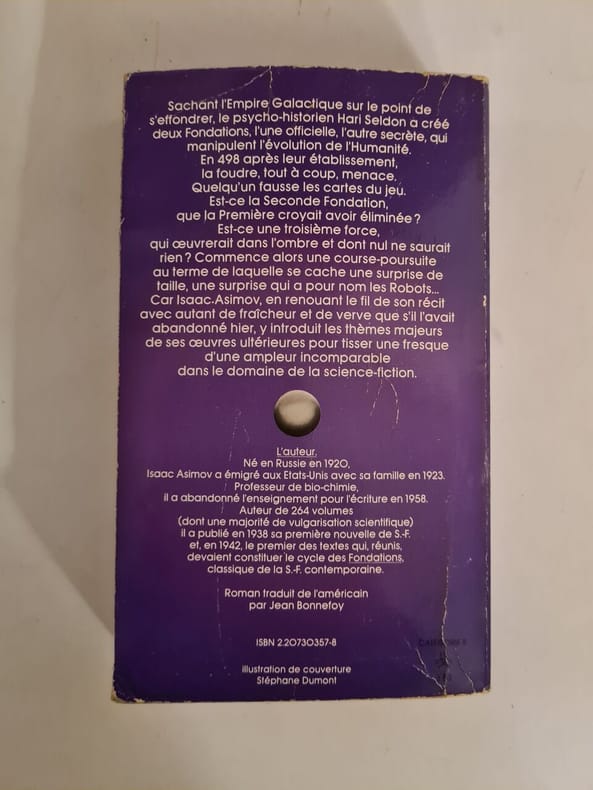 Sachant l'Empire Galactique sur le point de
s'effondrer, le psycho-historien Hari Seldon a créé
deux Fondations, l'une officielle, l'autre secrète, qui
manipulent l'évolution de l'Humanité.
En 498 après leur établissement,
la foudre, tout à coup, menace.
Quelqu'un fausse les cartes du jeu.
Est-ce la Seconde Fondation,
que la Première croyait avoir éliminée ?
Est-ce une troisième force,
qui œuvrerait dans l'ombre et dont nul ne saurait
rien ? Commence alors une course-poursuite
au terme de laquelle se cache une surprise de
taille, une surprise qui a pour nom les Robots...
Car Isaac Asimov, en renouant le fil de son récit
avec autant de fraîcheur et de verve que s'il l'avait
abandonné hier, y introduit les thèmes majeurs
de ses œuvres ultérieures pour tisser une fresque
d'une ampleur incomparable
dans le domaine de la science-fiction.
L'auteur.
Né en Russie en 1920,
Isaac Asimov a émigré aux Etats-Unis avec sa famille en 1923.
Professeur de bio-chimie,
il a abandonné l'enseignement pour l'écriture en 1958.
Auteur de 264 volumes
(dont une majorité de vulgarisation scientifique)
il a publié en 1938 sa première nouvelle de S.-F.
et, en 1942, le premier des textes qui, réunis,
devaient constituer le cycle des Fondations,
classique de la S.-F. contemporaine.
Roman traduit de l'américain
par Jean Bonnefoy
ISBN 2.20730357-8
Illustration de couverture
Stéphane Dumont